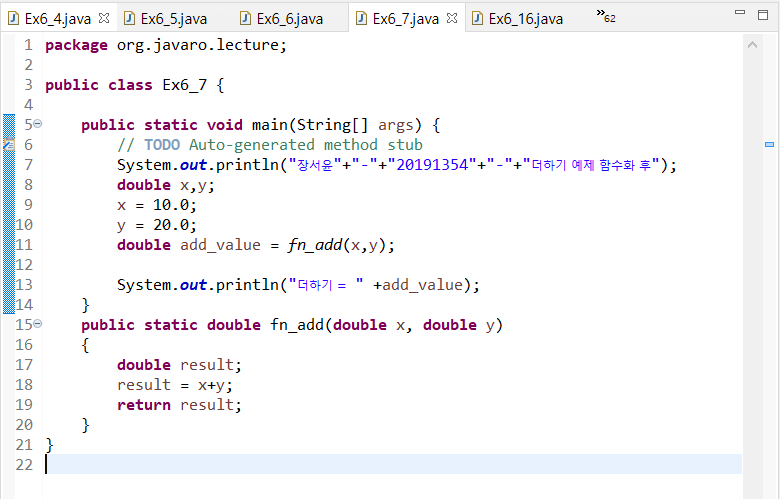 Ex6_4.java Ex6_5.java Ex6_6.java Ex6_7.java Ex6_16.java »62
1 package org.javaro.lecture;
2
3 public class Ex6_7 {
4
5     public static void main(String[] args) {
6         // TODO Auto-generated method stub
7         System.out.println("장서윤"+"-"+"20191354"+"-"+"더하기 예제 함수화 후");
8         double x,y;
9         x = 10.0;
10         y = 20.0;
11         double add_value = fn_add(x,y);
12
13         System.out.println("더하기 = " +add_value);
14     }
15     public static double fn_add(double x, double y)
16     {
17         double result;
18         result = x+y;
19         return result;
20     }
21 }
22